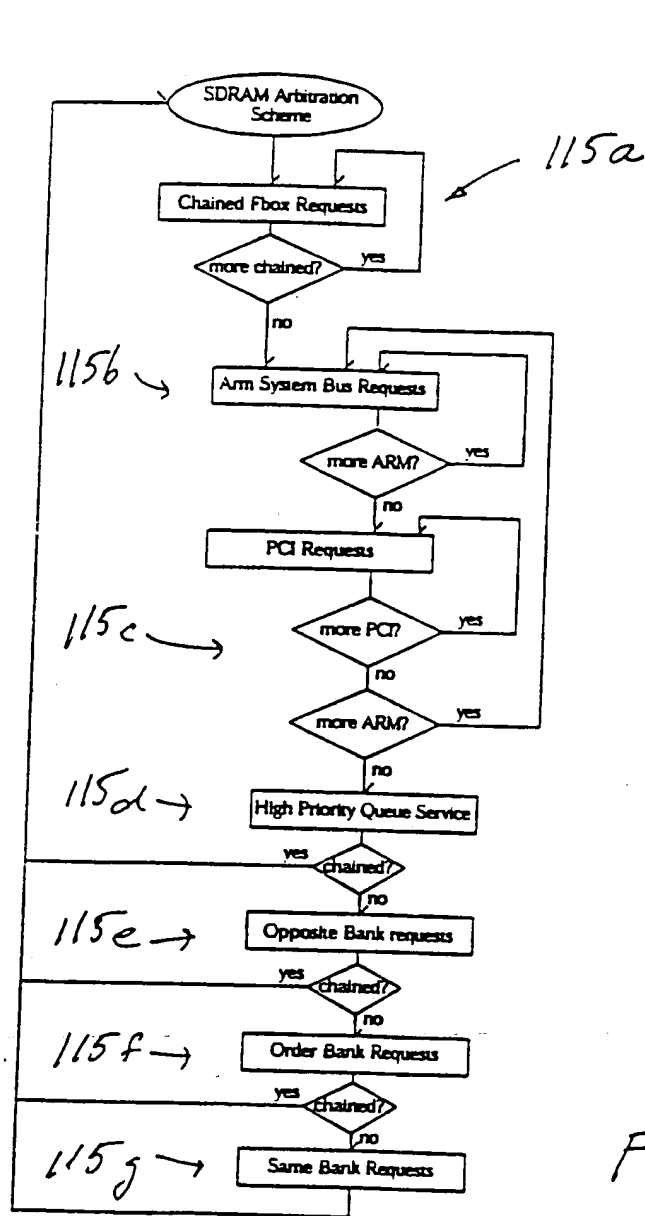 SDRAM Arbitration
Scheme
115a
Chained Fbox Requests
more chained?
yes
no
115b
Arm System Bus Requests
more ARM?
yes
no
PCI Requests
115c
more PCI?
yes
no
more ARM?
yes
no
115d
High Priority Queue Service
yes
chained?
no
115e
Opposite Bank requests
yes
chained?
no
115f
Order Bank Requests
yes
chained?
no
115g
Same Bank Requests
F